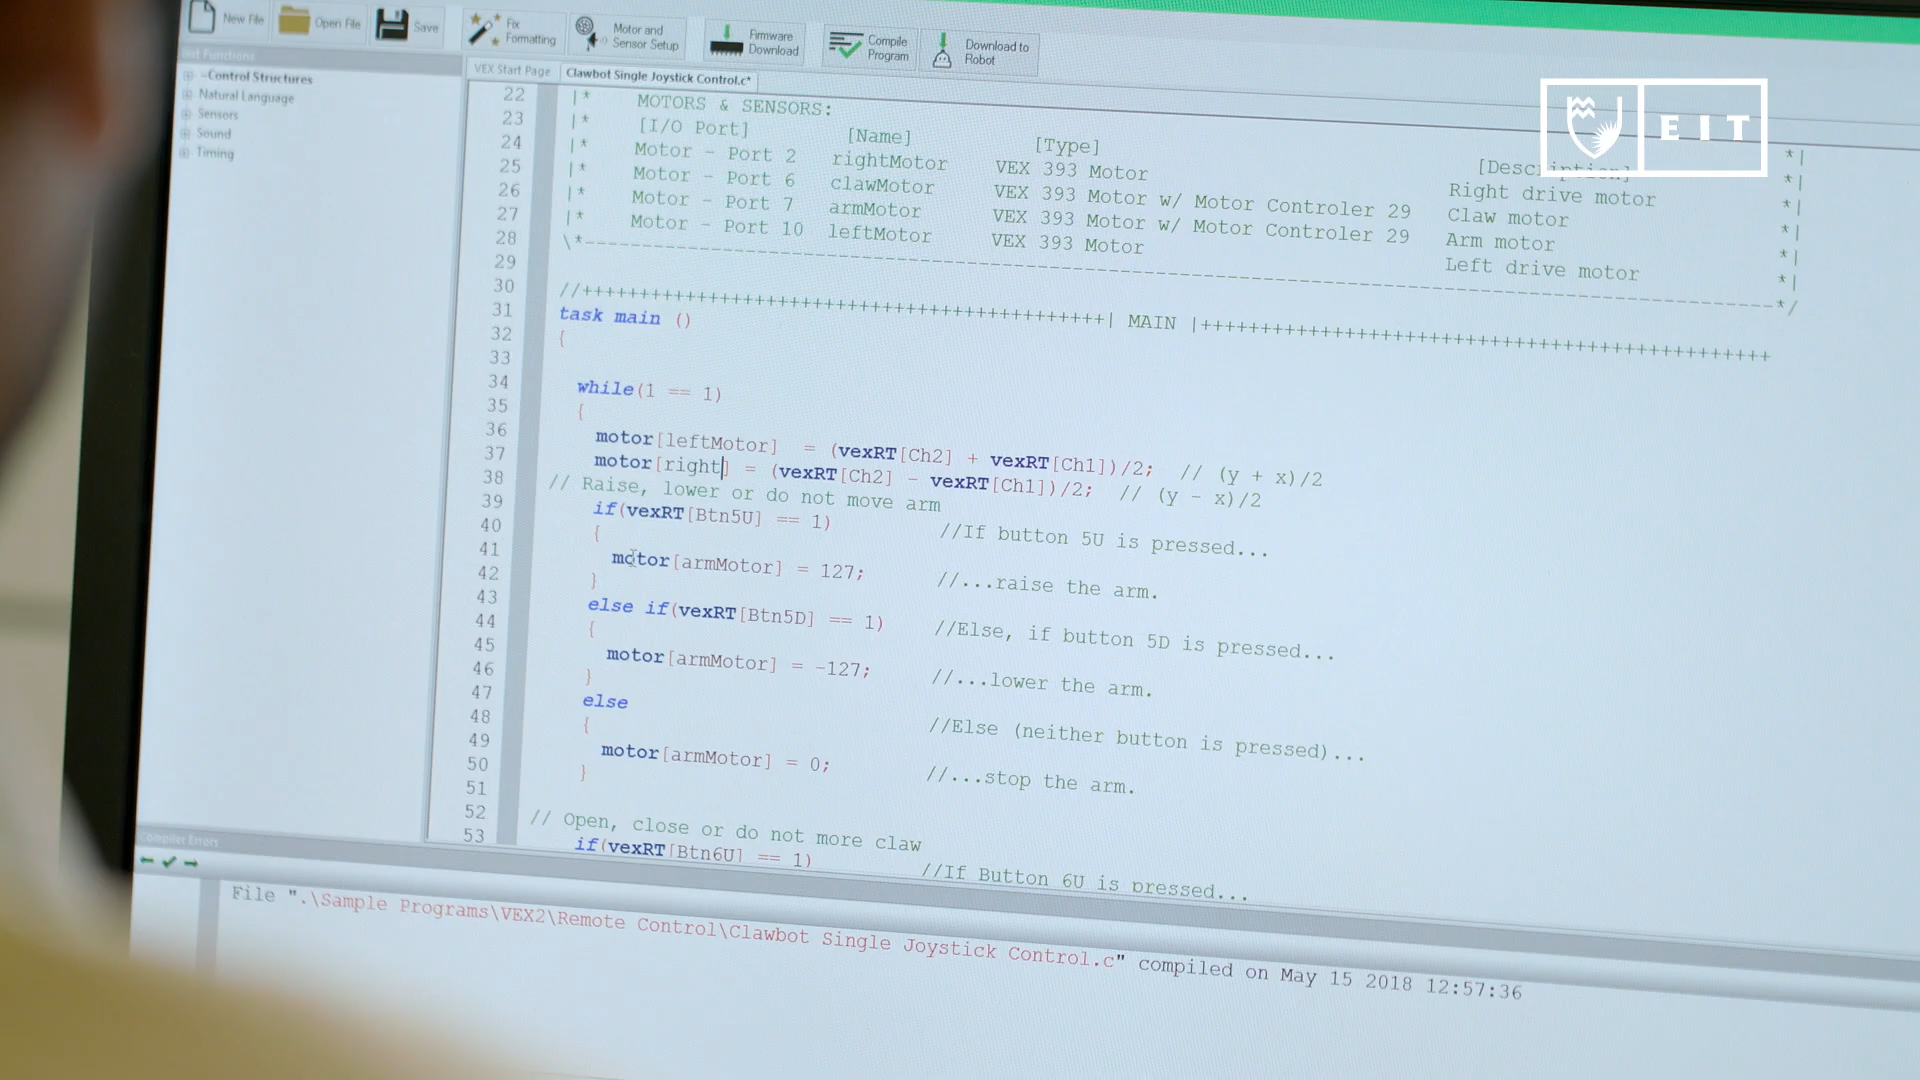 New File Open File Save Fix Formatting Motor and Sensor Setup Firmware Download Compile Program Download to Robot
Control Structures
Natural Language
Sensors
Sound
Timing
VEX Start Page Clawbot Single Joystick Control.c*
EIT
22 |* MOTORS & SENSORS: *|
23 |* [I/O Port] [Name] [Type] [Description] *|
24 |* Motor - Port 2 rightMotor VEX 393 Motor Right drive motor *|
25 |* Motor - Port 6 clawMotor VEX 393 Motor w/ Motor Controler 29 Claw motor *|
26 |* Motor - Port 7 armMotor VEX 393 Motor w/ Motor Controler 29 Arm motor *|
27 |* Motor - Port 10 leftMotor VEX 393 Motor Left drive motor *|
28 \*-----------------------------------------------------------------------------------*/
29
30 //++++++++++++++++++++++++++++++++++++++++++++++| MAIN |++++++++++++++++++++++++++++++++++++++++++++++++++
31 task main ()
32 {
33
34 while(1 == 1)
35 {
36 motor[leftMotor] = (vexRT[Ch2] + vexRT[Ch1])/2; // (y + x)/2
37 motor[right] = (vexRT[Ch2] - vexRT[Ch1])/2; // (y - x)/2
38 // Raise, lower or do not move arm
39 if(vexRT[Btn5U] == 1) //If button 5U is pressed...
40 {
41 motor[armMotor] = 127; //...raise the arm.
42 }
43 else if(vexRT[Btn5D] == 1) //Else, if button 5D is pressed...
44 {
45 motor[armMotor] = -127; //...lower the arm.
46 }
47 else //Else (neither button is pressed)...
48 {
49 motor[armMotor] = 0; //...stop the arm.
50 }
51
52 // Open, close or do not more claw
53 if(vexRT[Btn6U] == 1) //If Button 6U is pressed...
Compiler Errors
File ".\Sample Programs\VEX2\Remote Control\Clawbot Single Joystick Control.c" compiled on May 15 2018 12:57:36